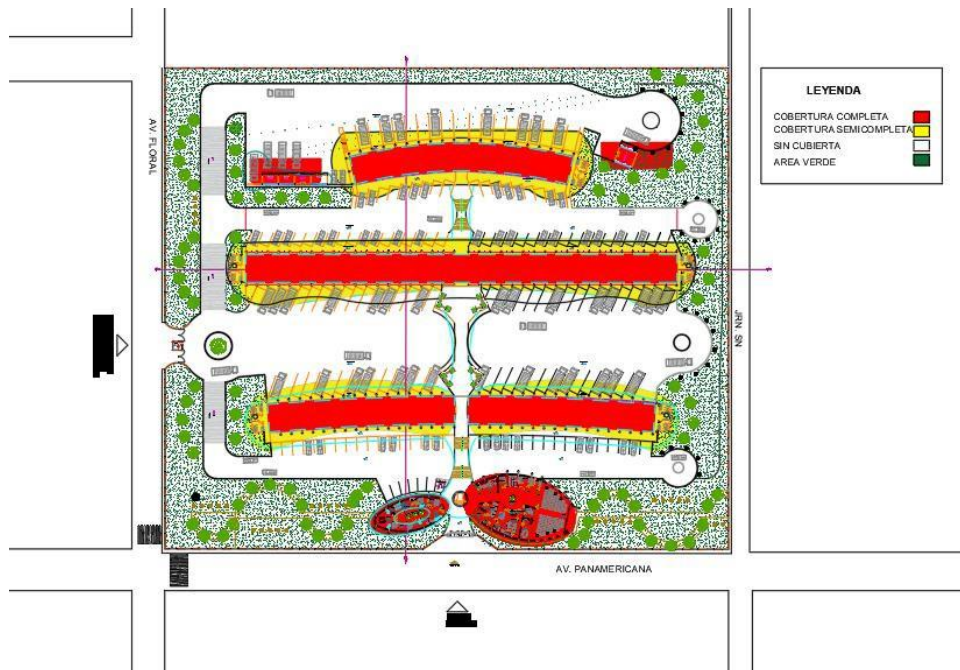 LEYENDA
COBERTURA COMPLETA
COBERTURA SEMICOMPLETA
SIN CUBIERTA
AREA VERDE
AV. FLORAL
JRN. SN
AV. PANAMERICANA